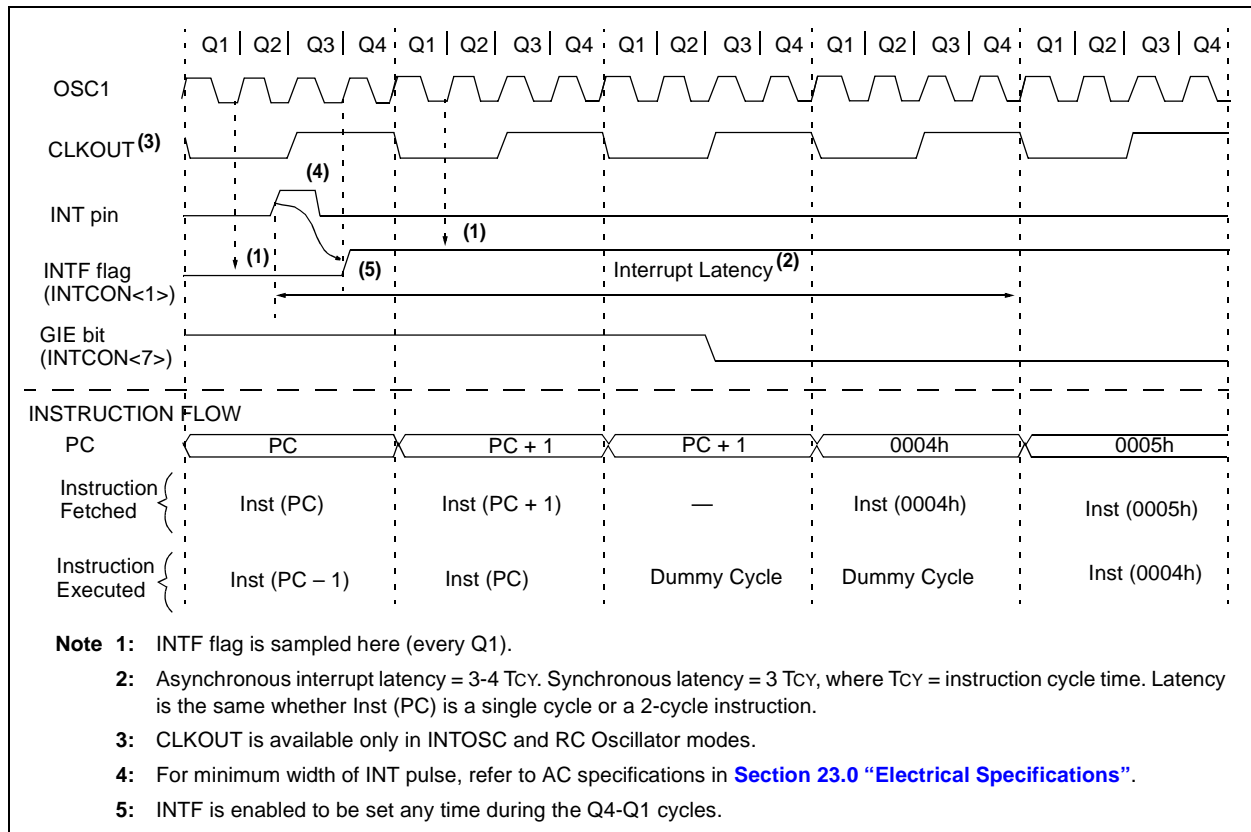 Q1 Q2 Q3 Q4 Q1 Q2 Q3 Q4 Q1 Q2 Q3 Q4 Q1 Q2 Q3 Q4 Q1 Q2 Q3 Q4
OSC1
CLKOUT (3)
(4)
INT pin
(1)
(1)
INTF flag
(INTCON<1>)
(5)
Interrupt Latency (2)
GIE bit
(INTCON<7>)
INSTRUCTION FLOW
PC PC PC + 1 PC + 1 0004h 0005h
Instruction
Fetched
Inst (PC) Inst (PC + 1) — Inst (0004h) Inst (0005h)
Instruction
Executed
Inst (PC – 1) Inst (PC) Dummy Cycle Dummy Cycle Inst (0004h)
Note 1: INTF flag is sampled here (every Q1).
2: Asynchronous interrupt latency = 3-4 TCY. Synchronous latency = 3 TCY, where TCY = instruction cycle time. Latency
is the same whether Inst (PC) is a single cycle or a 2-cycle instruction.
3: CLKOUT is available only in INTOSC and RC Oscillator modes.
4: For minimum width of INT pulse, refer to AC specifications in Section 23.0 “Electrical Specifications”.
5: INTF is enabled to be set any time during the Q4-Q1 cycles.